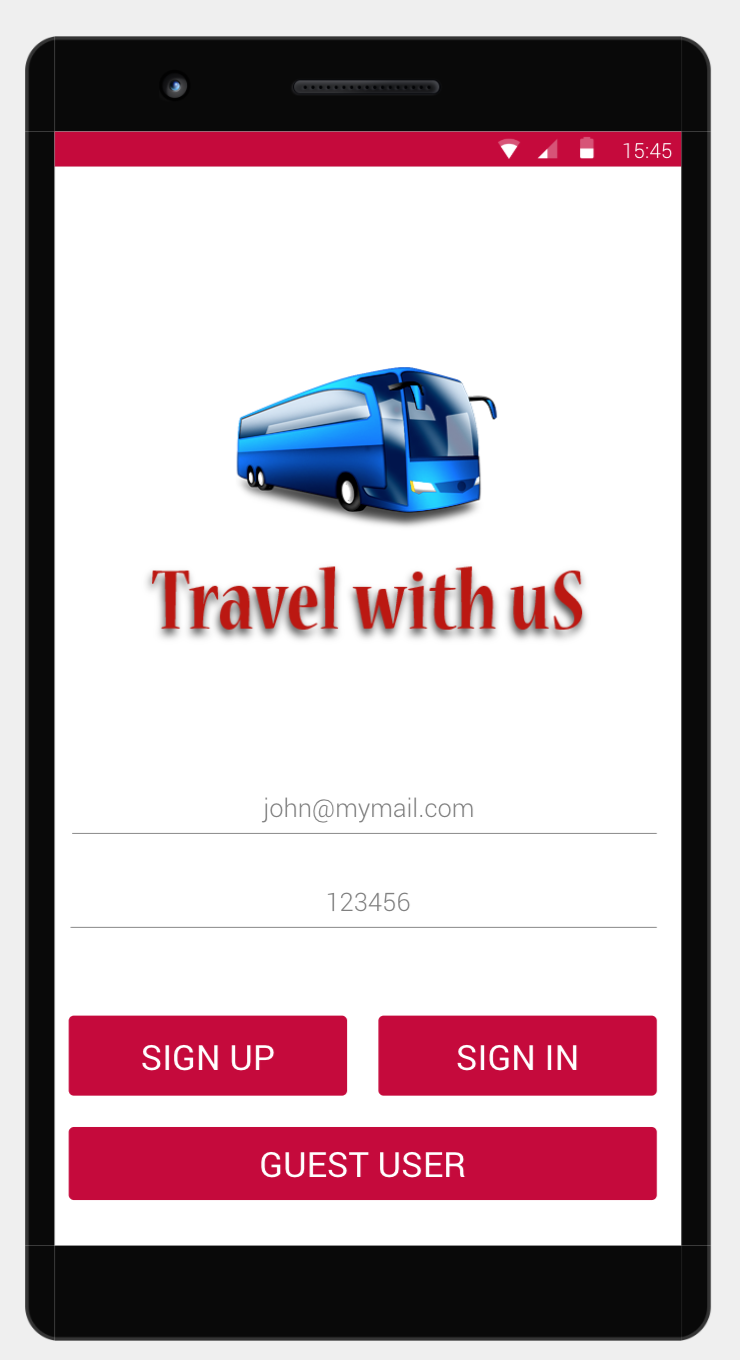 15:45
Travel with uS
john@mymail.com
123456
SIGN UP
SIGN IN
GUEST USER